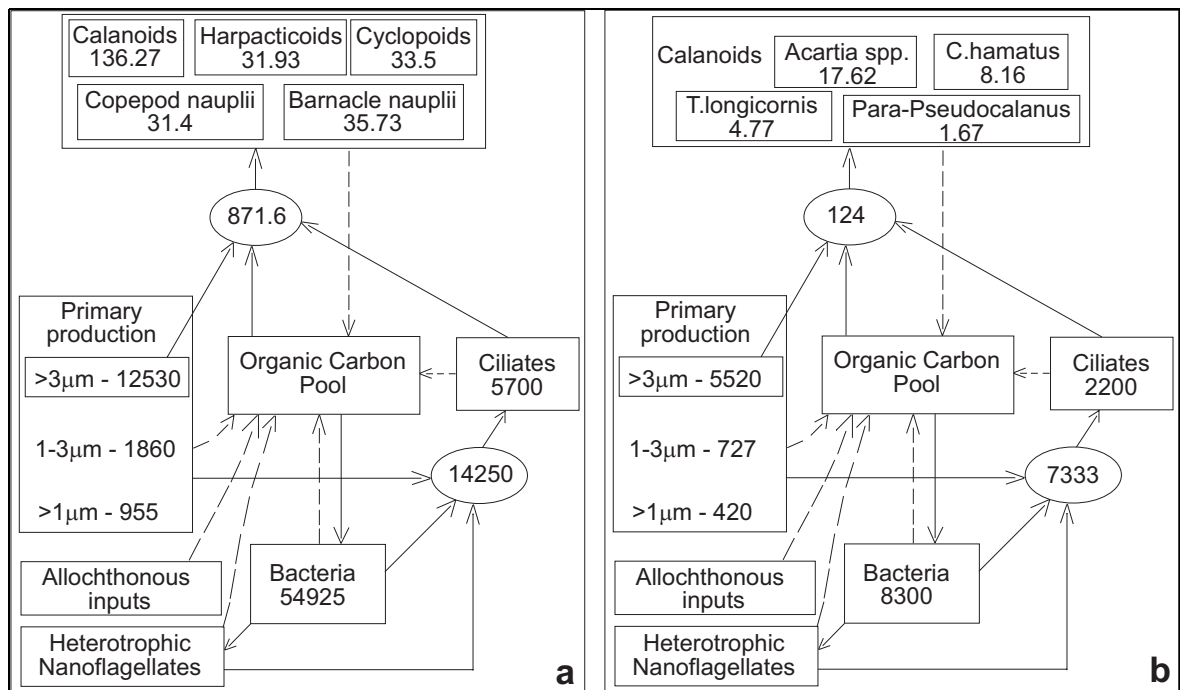 Calanoids
136.27
Harpacticoids
31.93
Cyclopoids
33.5
Copepod nauplii
31.4
Barnacle nauplii
35.73
871.6
Primary
production
>3μm - 12530
1-3μm - 1860
>1μm - 955
Organic Carbon
Pool
Ciliates
5700
14250
Allochthonous
inputs
Bacteria
54925
Heterotrophic
Nanoflagellates
a
Calanoids
Acartia spp.
17.62
C.hamatus
8.16
T.longicornis
4.77
Para-Pseudocalanus
1.67
124
Primary
production
>3μm - 5520
1-3μm - 727
>1μm - 420
Organic Carbon
Pool
Ciliates
2200
7333
Allochthonous
inputs
Bacteria
8300
Heterotrophic
Nanoflagellates
b